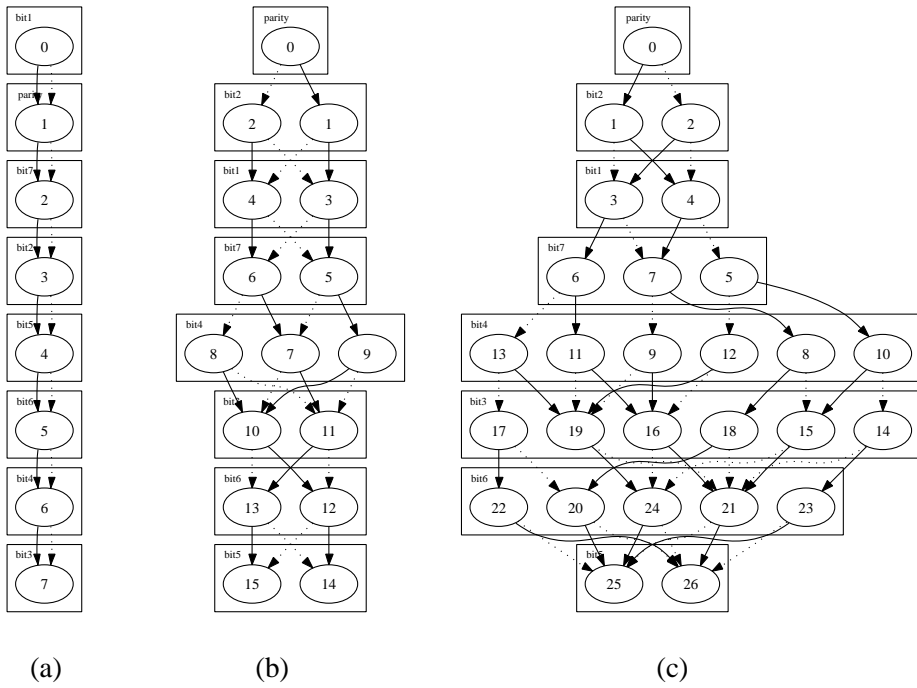 bit1
0
parity
1
bit7
2
bit2
3
bit5
4
bit6
5
bit4
6
bit3
7
(a)
parity
0
bit2
2 1
bit1
4 3
bit7
6 5
bit4
8 7 9
10 11
bit6
13 12
bit5
15 14
(b)
parity
0
bit2
1 2
bit1
3 4
bit7
6 7 5
bit4
13 11 9 12 8 10
bit3
17 19 16 18 15 14
bit6
22 20 24 21 23
25 26
(c)